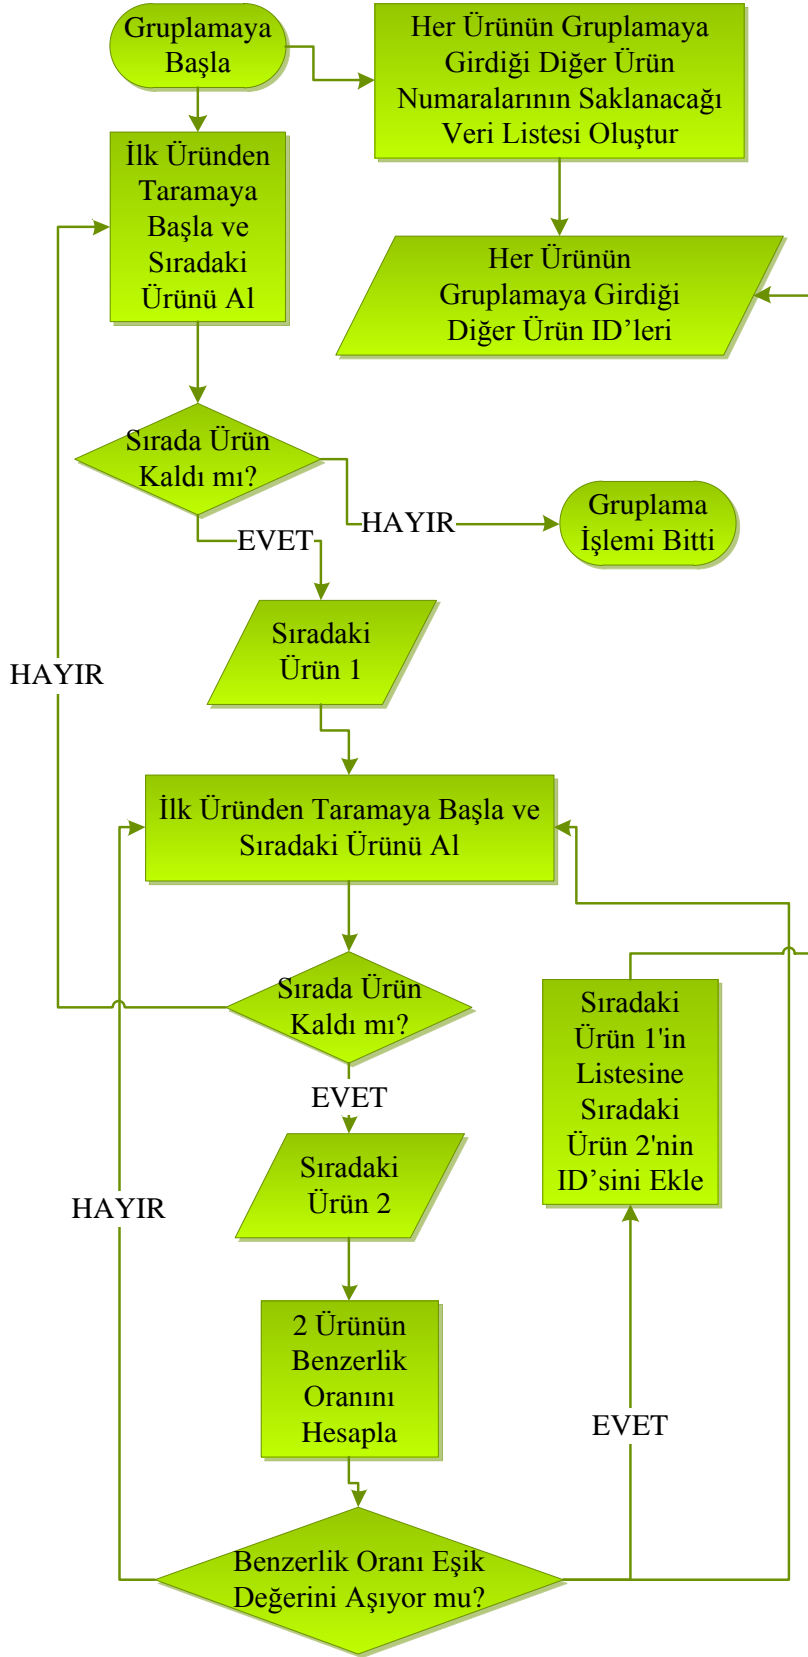 Gruplamaya
Başla
Her Ürünün Gruplamaya
Girdiği Diğer Ürün
Numaralarının Saklanacağı
Veri Listesi Oluştur
İlk Üründen
Taramaya
Başla ve
Sıradaki
Ürünü Al
Her Ürünün
Gruplamaya Girdiği
Diğer Ürün ID’leri
Sırada Ürün
Kaldı mı?
HAYIR
Gruplama
İşlemi Bitti
EVET
Sıradaki
Ürün 1
HAYIR
İlk Üründen Taramaya Başla ve
Sıradaki Ürünü Al
Sırada Ürün
Kaldı mı?
Sıradaki
Ürün 1'in
Listesine
Sıradaki
Ürün 2'nin
ID’sini Ekle
EVET
Sıradaki
Ürün 2
HAYIR
2 Ürünün
Benzerlik
Oranını
Hesapla
EVET
Benzerlik Oranı Eşik
Değerini Aşıyor mu?